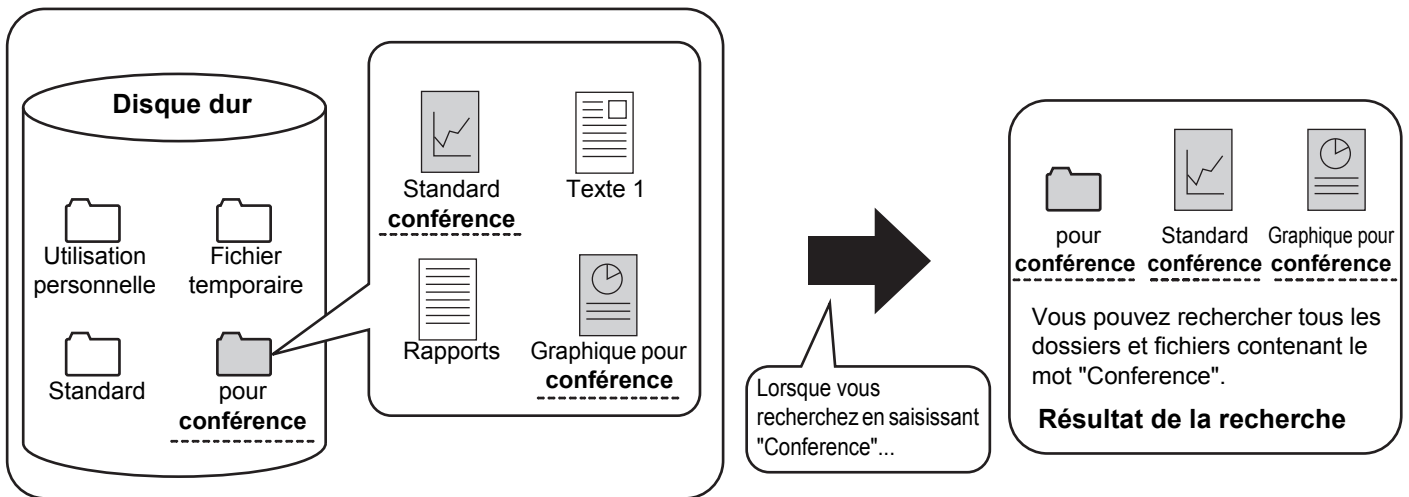 Disque dur
Utilisation
personnelle
Fichier
temporaire
Standard
pour
conférence
Standard
conférence
Texte 1
Rapports
Graphique pour
conférence
Lorsque vous
recherchez en saisissant
"Conference"...
pour
conférence
Standard
conférence
Graphique pour
conférence
Vous pouvez rechercher tous les
dossiers et fichiers contenant le
mot "Conference".
Résultat de la recherche